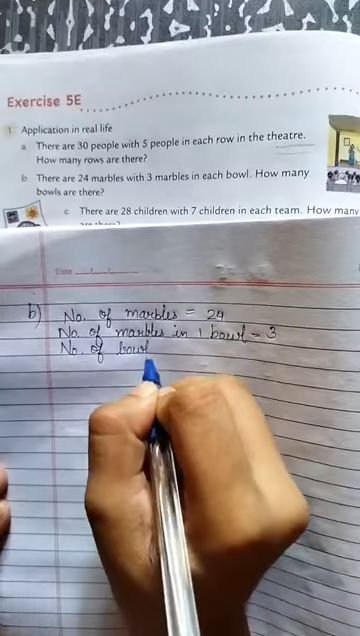 Exercise 5E
1 Application in real life
a There are 30 people with 5 people in each row in the theatre.
How many rows are there?
b There are 24 marbles with 3 marbles in each bowl. How many
bowls are there?
c There are 28 children with 7 children in each team. How many
Date
b) No. of marbles = 24
No. of marbles in 1 bowl = 3
No. of bowl